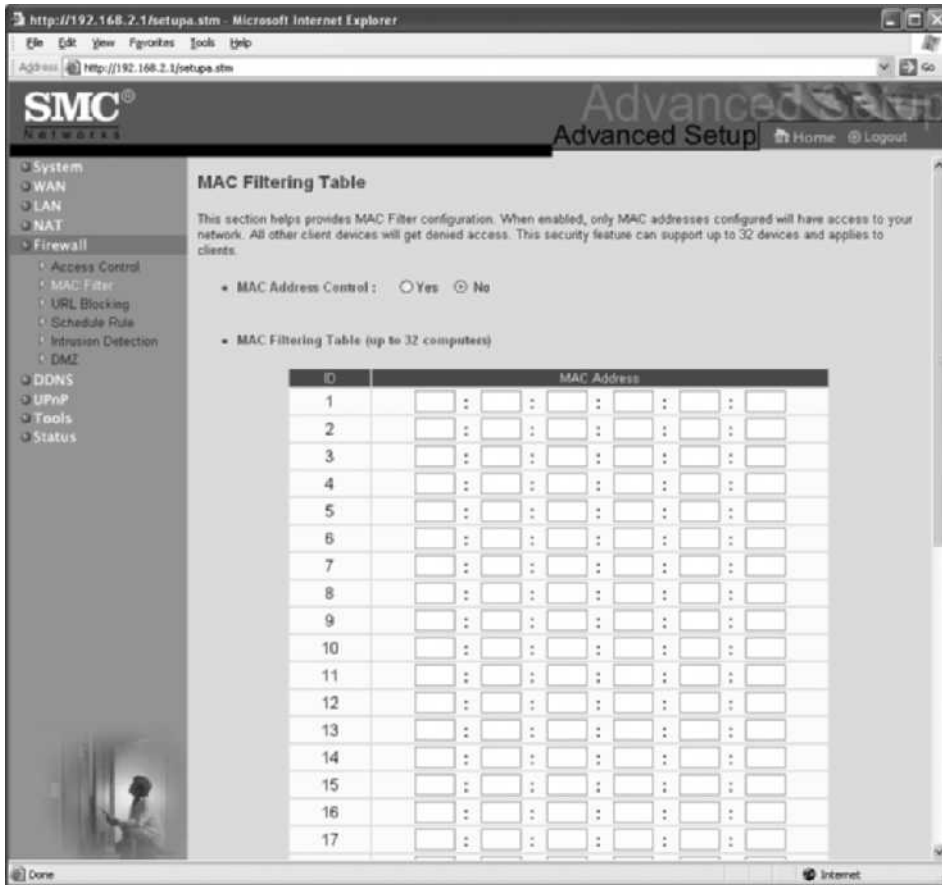 http://192.168.2.1/setupa.stm - Microsoft Internet Explorer
File Edit View Favorites Tools Help
Address http://192.168.2.1/setupa.stm Go
SMC®
Networks
Advanced Setup
Advanced Setup Home Logout
System
WAN
LAN
NAT
Firewall
Access Control
MAC Filter
URL Blocking
Schedule Rule
Intrusion Detection
DMZ
DDNS
UPnP
Tools
Status
MAC Filtering Table
This section helps provides MAC Filter configuration. When enabled, only MAC addresses configured will have access to your
network. All other client devices will get denied access. This security feature can support up to 32 devices and applies to
clients.
• MAC Address Control : Yes No
• MAC Filtering Table (up to 32 computers)
ID MAC Address
1 : : : : :
2 : : : : :
3 : : : : :
4 : : : : :
5 : : : : :
6 : : : : :
7 : : : : :
8 : : : : :
9 : : : : :
10 : : : : :
11 : : : : :
12 : : : : :
13 : : : : :
14 : : : : :
15 : : : : :
16 : : : : :
17 : : : : :
Done Internet